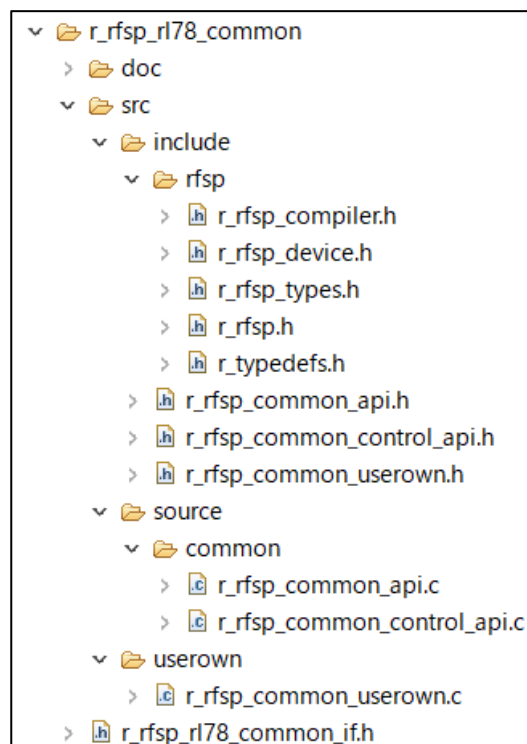 r_rfsp_rl78_common
doc
src
include
rfsp
r_rfsp_compiler.h
r_rfsp_device.h
r_rfsp_types.h
r_rfsp.h
r_typedefs.h
r_rfsp_common_api.h
r_rfsp_common_control_api.h
r_rfsp_common_userown.h
source
common
r_rfsp_common_api.c
r_rfsp_common_control_api.c
userown
r_rfsp_common_userown.c
r_rfsp_rl78_common_if.h